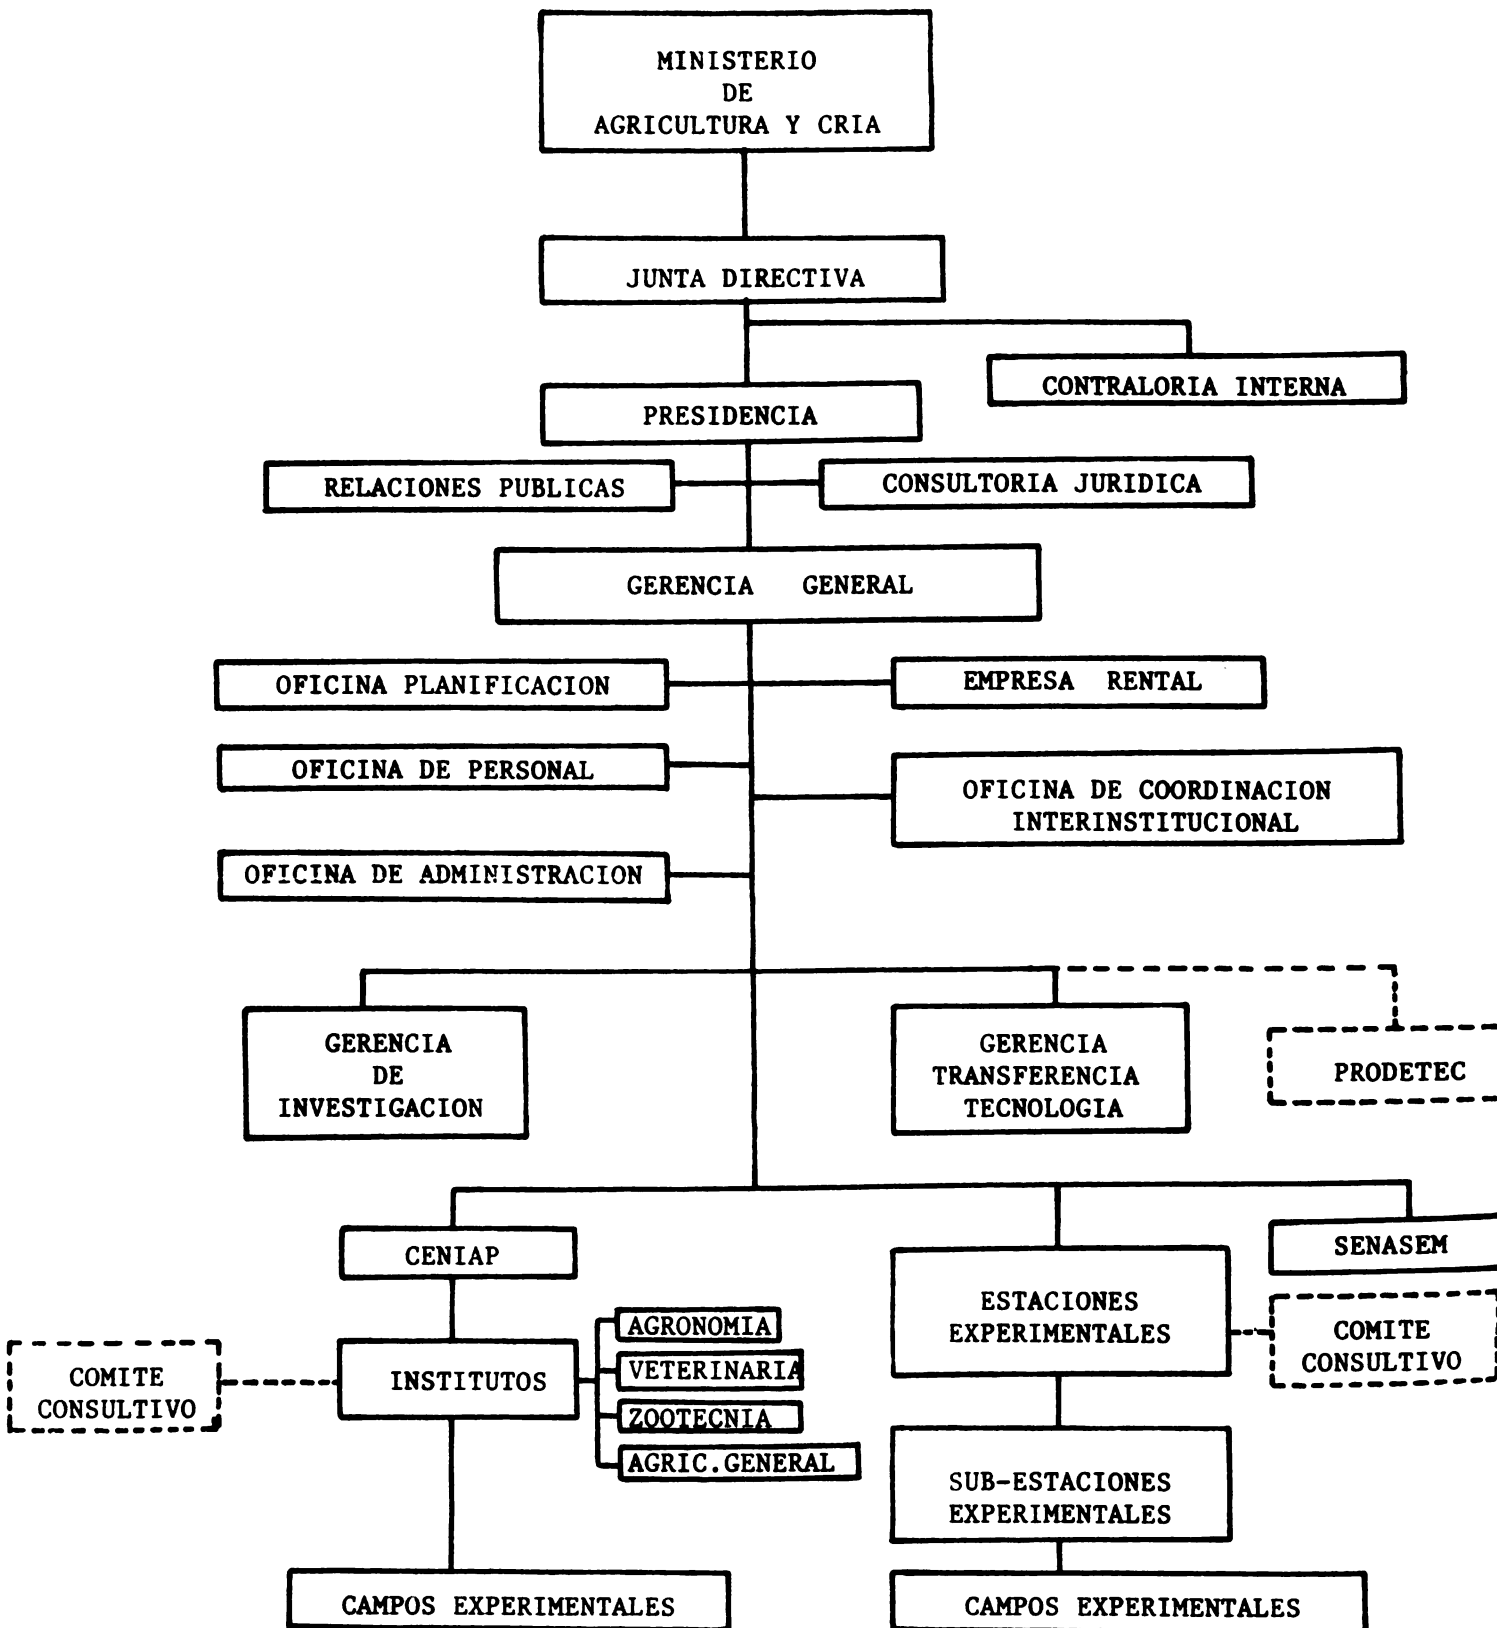 MINISTERIO
DE
AGRICULTURA Y CRIA
JUNTA DIRECTIVA
CONTRALORIA INTERNA
PRESIDENCIA
RELACIONES PUBLICAS
CONSULTORIA JURIDICA
GERENCIA GENERAL
OFICINA PLANIFICACION
EMPRESA RENTAL
OFICINA DE PERSONAL
OFICINA DE COORDINACION
INTERINSTITUCIONAL
OFICINA DE ADMINISTRACION
GERENCIA
DE
INVESTIGACION
GERENCIA
TRANSFERENCIA
TECNOLOGIA
PRODETEC
CENIAP
SENASEM
ESTACIONES
EXPERIMENTALES
COMITE
CONSULTIVO
AGRONOMIA
VETERINARIA
ZOOTECNIA
AGRIC.GENERAL
INSTITUTOS
COMITE
CONSULTIVO
SUB-ESTACIONES
EXPERIMENTALES
CAMPOS EXPERIMENTALES
CAMPOS EXPERIMENTALES